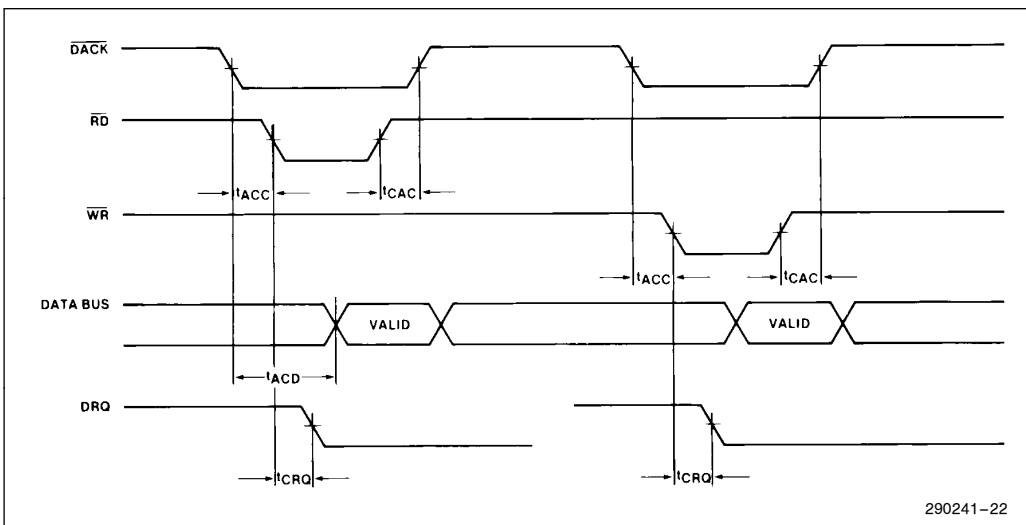 DACK
RD
tACC
tCAC
WR
tACC
tCAC
DATA BUS
VALID
VALID
tACD
DRQ
tCRQ
tCRQ
290241–22